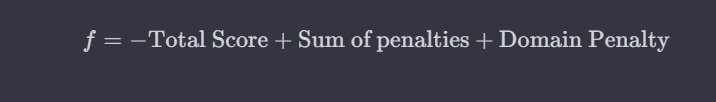 f = −Total Score + Sum of penalties + Domain Penalty